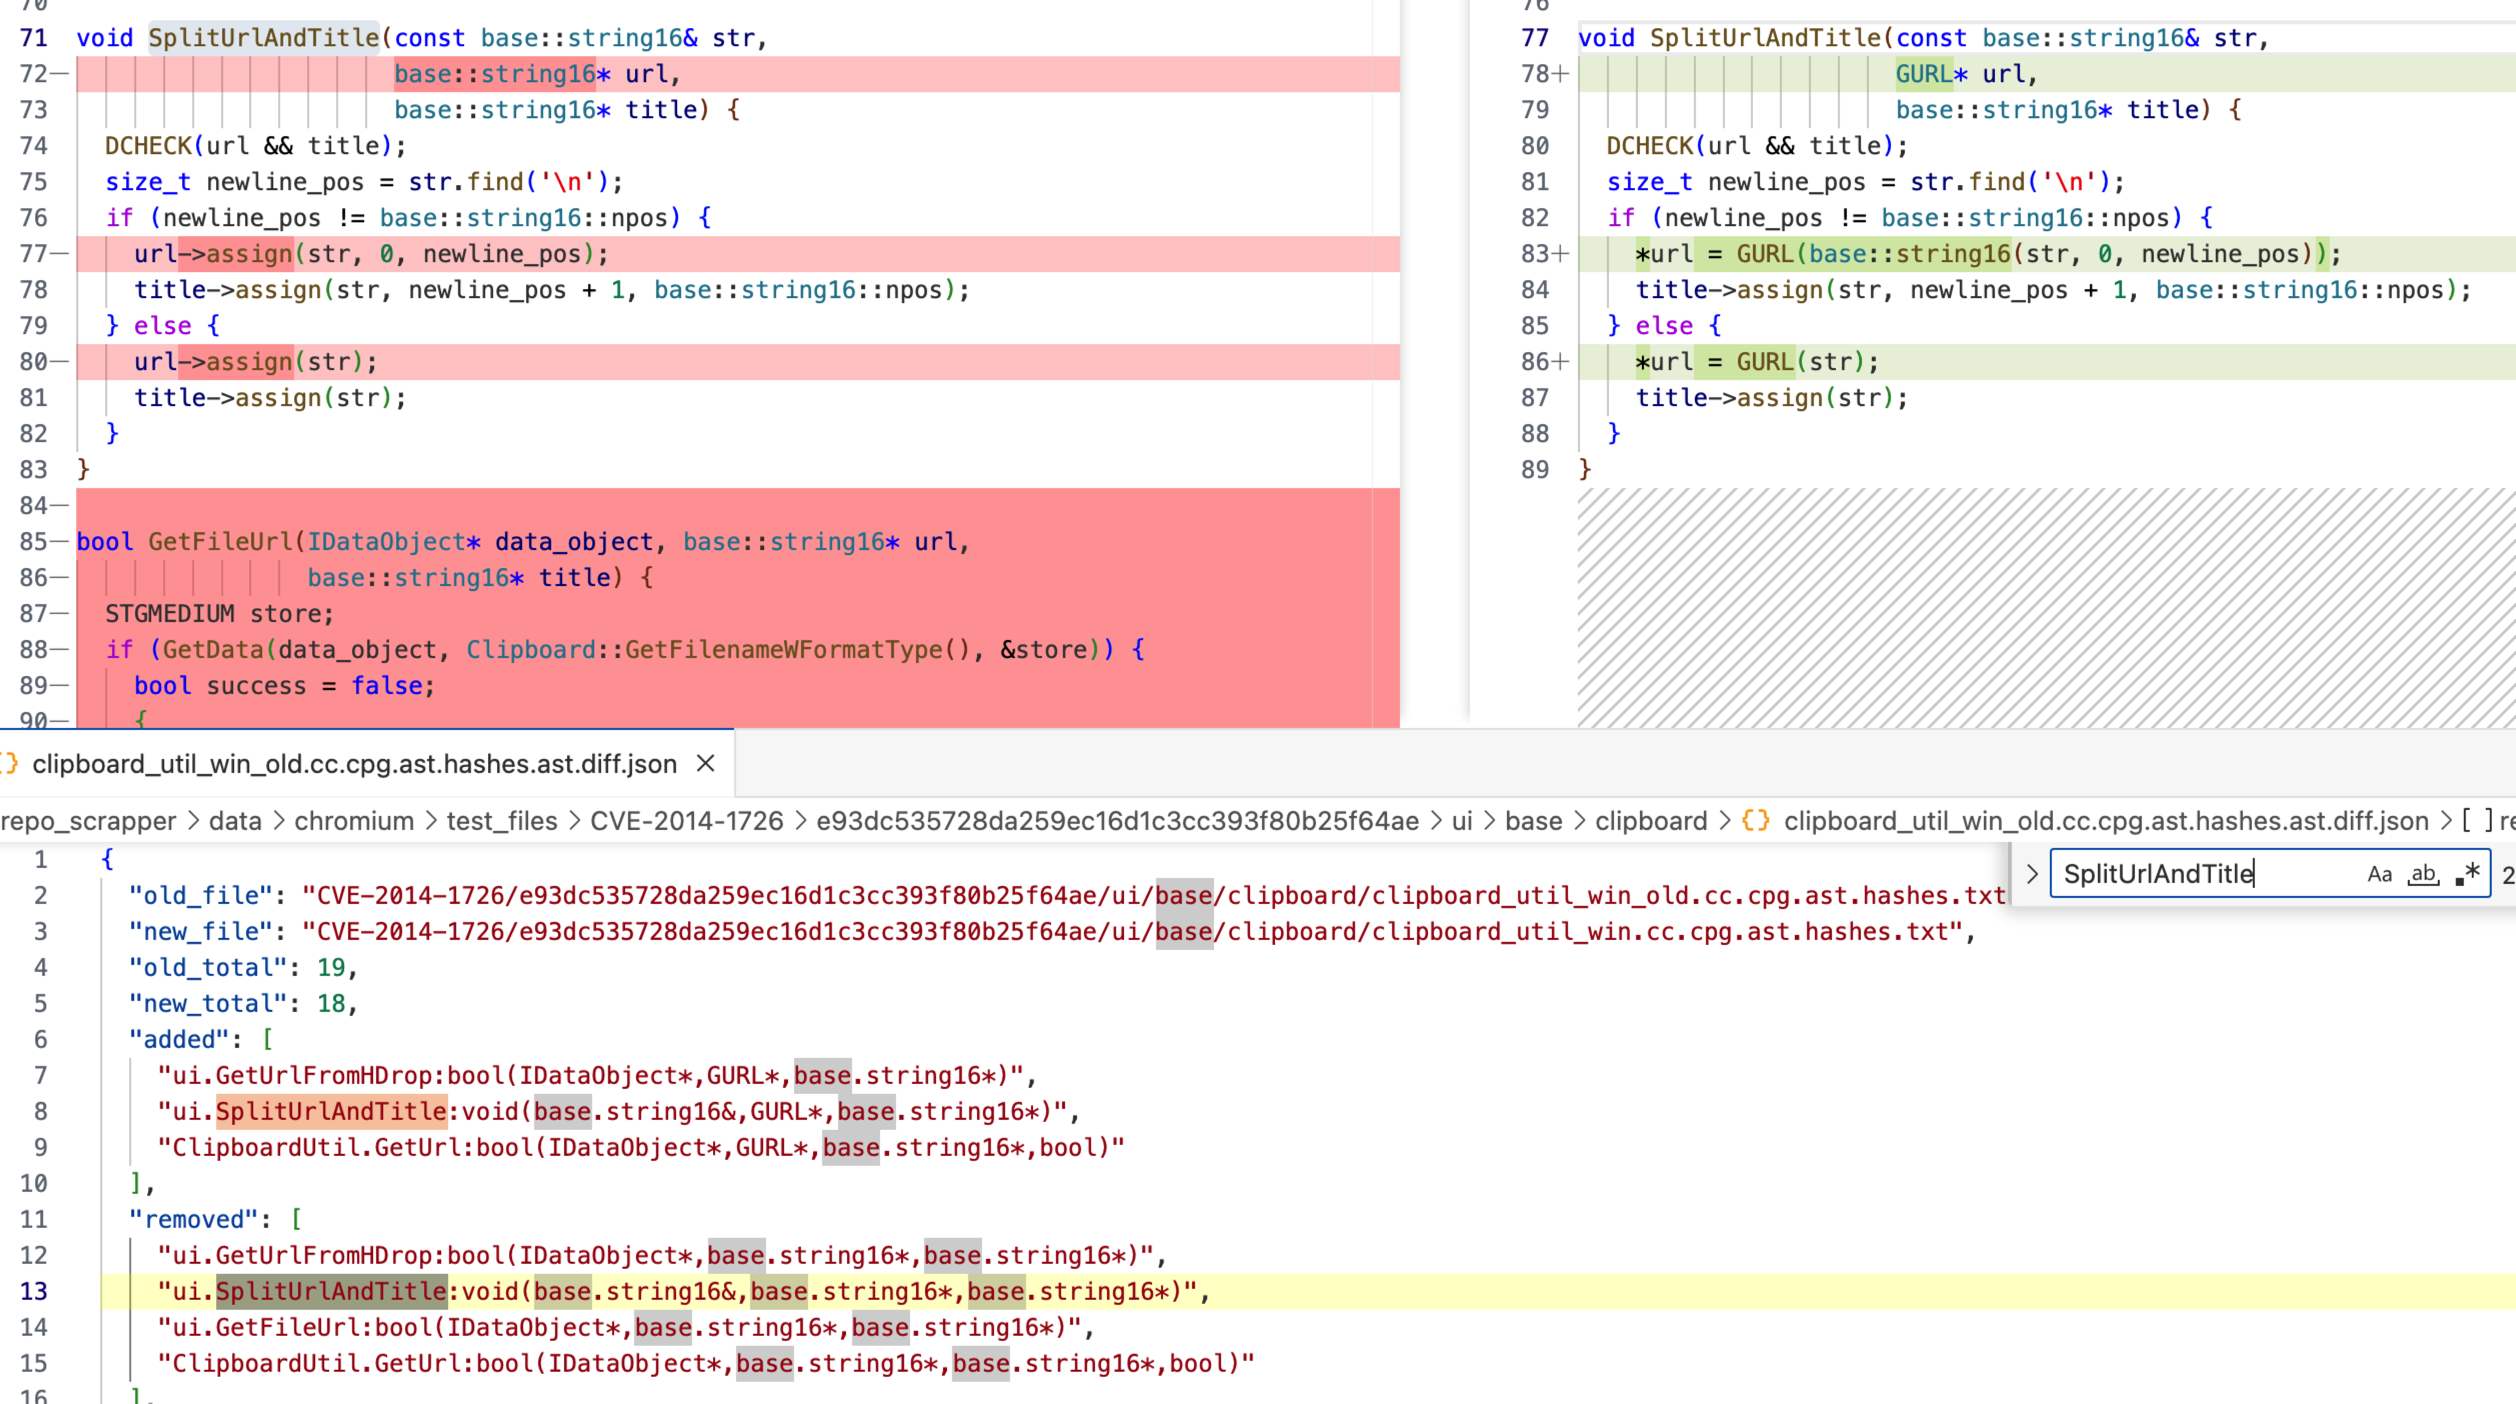 70
71 void SplitUrlAndTitle(const base::string16& str,
72— base::string16* url,
73 base::string16* title) {
74 DCHECK(url && title);
75 size_t newline_pos = str.find('\n');
76 if (newline_pos != base::string16::npos) {
77— url->assign(str, 0, newline_pos);
78 title->assign(str, newline_pos + 1, base::string16::npos);
79 } else {
80— url->assign(str);
81 title->assign(str);
82 }
83 }
84—
85— bool GetFileUrl(IDataObject* data_object, base::string16* url,
86— base::string16* title) {
87— STGMEDIUM store;
88— if (GetData(data_object, Clipboard::GetFilenameWFormatType(), &store)) {
89— bool success = false;
90— {
76
77 void SplitUrlAndTitle(const base::string16& str,
78+ GURL* url,
79 base::string16* title) {
80 DCHECK(url && title);
81 size_t newline_pos = str.find('\n');
82 if (newline_pos != base::string16::npos) {
83+ *url = GURL(base::string16(str, 0, newline_pos));
84 title->assign(str, newline_pos + 1, base::string16::npos);
85 } else {
86+ *url = GURL(str);
87 title->assign(str);
88 }
89 }
{} clipboard_util_win_old.cc.cpg.ast.hashes.ast.diff.json ×
repo_scrapper > data > chromium > test_files > CVE-2014-1726 > e93dc535728da259ec16d1c3cc393f80b25f64ae > ui > base > clipboard > {} clipboard_util_win_old.cc.cpg.ast.hashes.ast.diff.json > [ ] re
> SplitUrlAndTitle Aa ab .* 2
1 {
2 "old_file": "CVE-2014-1726/e93dc535728da259ec16d1c3cc393f80b25f64ae/ui/base/clipboard/clipboard_util_win_old.cc.cpg.ast.hashes.txt
3 "new_file": "CVE-2014-1726/e93dc535728da259ec16d1c3cc393f80b25f64ae/ui/base/clipboard/clipboard_util_win.cc.cpg.ast.hashes.txt",
4 "old_total": 19,
5 "new_total": 18,
6 "added": [
7 "ui.GetUrlFromHDrop:bool(IDataObject*,GURL*,base.string16*)",
8 "ui.SplitUrlAndTitle:void(base.string16&,GURL*,base.string16*)",
9 "ClipboardUtil.GetUrl:bool(IDataObject*,GURL*,base.string16*,bool)"
10 ],
11 "removed": [
12 "ui.GetUrlFromHDrop:bool(IDataObject*,base.string16*,base.string16*)",
13 "ui.SplitUrlAndTitle:void(base.string16&,base.string16*,base.string16*)",
14 "ui.GetFileUrl:bool(IDataObject*,base.string16*,base.string16*)",
15 "ClipboardUtil.GetUrl:bool(IDataObject*,base.string16*,base.string16*,bool)"
16 ],